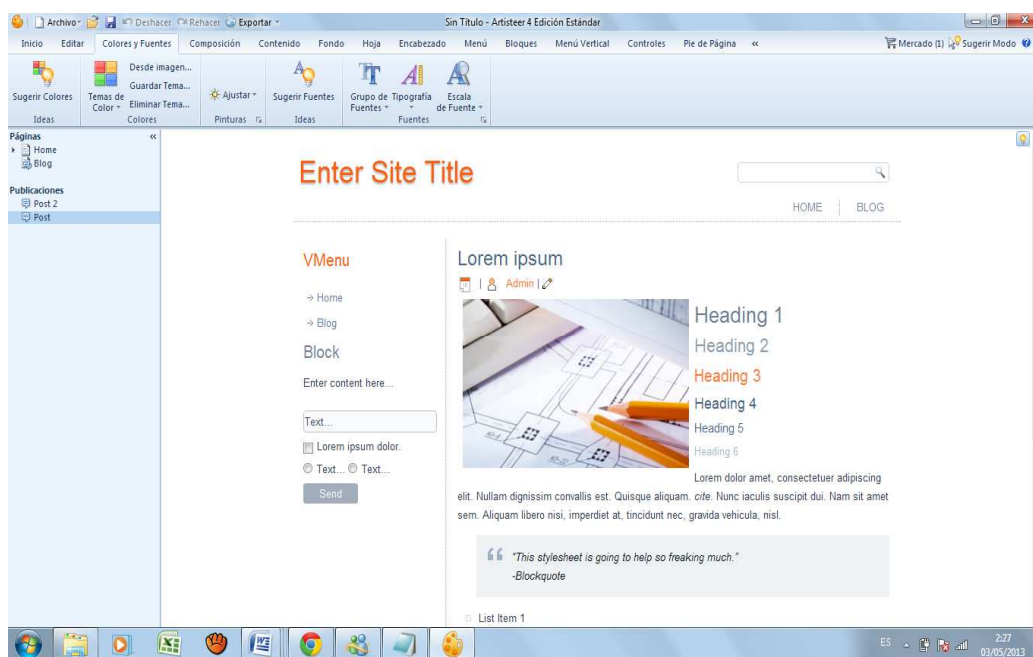 Archivo Deshacer Rehacer Exportar Sin Título - Artisteer 4 Edición Estándar
Inicio Editar Colores y Fuentes Composición Contenido Fondo Hoja Encabezado Menú Bloques Menú Vertical Controles Pie de Página « Mercado (1) Sugerir Modo
Sugerir Colores
Ideas
Temas de Color
Desde imagen...
Guardar Tema...
Eliminar Tema...
Colores
Ajustar
Pinturas
Sugerir Fuentes
Ideas
Grupo de Fuentes
Tipografía
Escala de Fuente
Fuentes
Páginas «
Home
Blog
Publicaciones
Post 2
Post
Enter Site Title
HOME BLOG
VMenu
Home
Blog
Block
Enter content here...
Text...
Lorem ipsum dolor.
Text... Text...
Send
Lorem ipsum
| Admin |
Heading 1
Heading 2
Heading 3
Heading 4
Heading 5
Heading 6
Lorem dolor amet, consectetuer adipiscing
elit. Nullam dignissim convallis est. Quisque aliquam. cite. Nunc iaculis suscipit dui. Nam sit amet
sem. Aliquam libero nisi, imperdiet at, tincidunt nec, gravida vehicula, nisl.
“This stylesheet is going to help so freaking much.”
-Blockquote
List Item 1
ES 2:27
03/05/2013